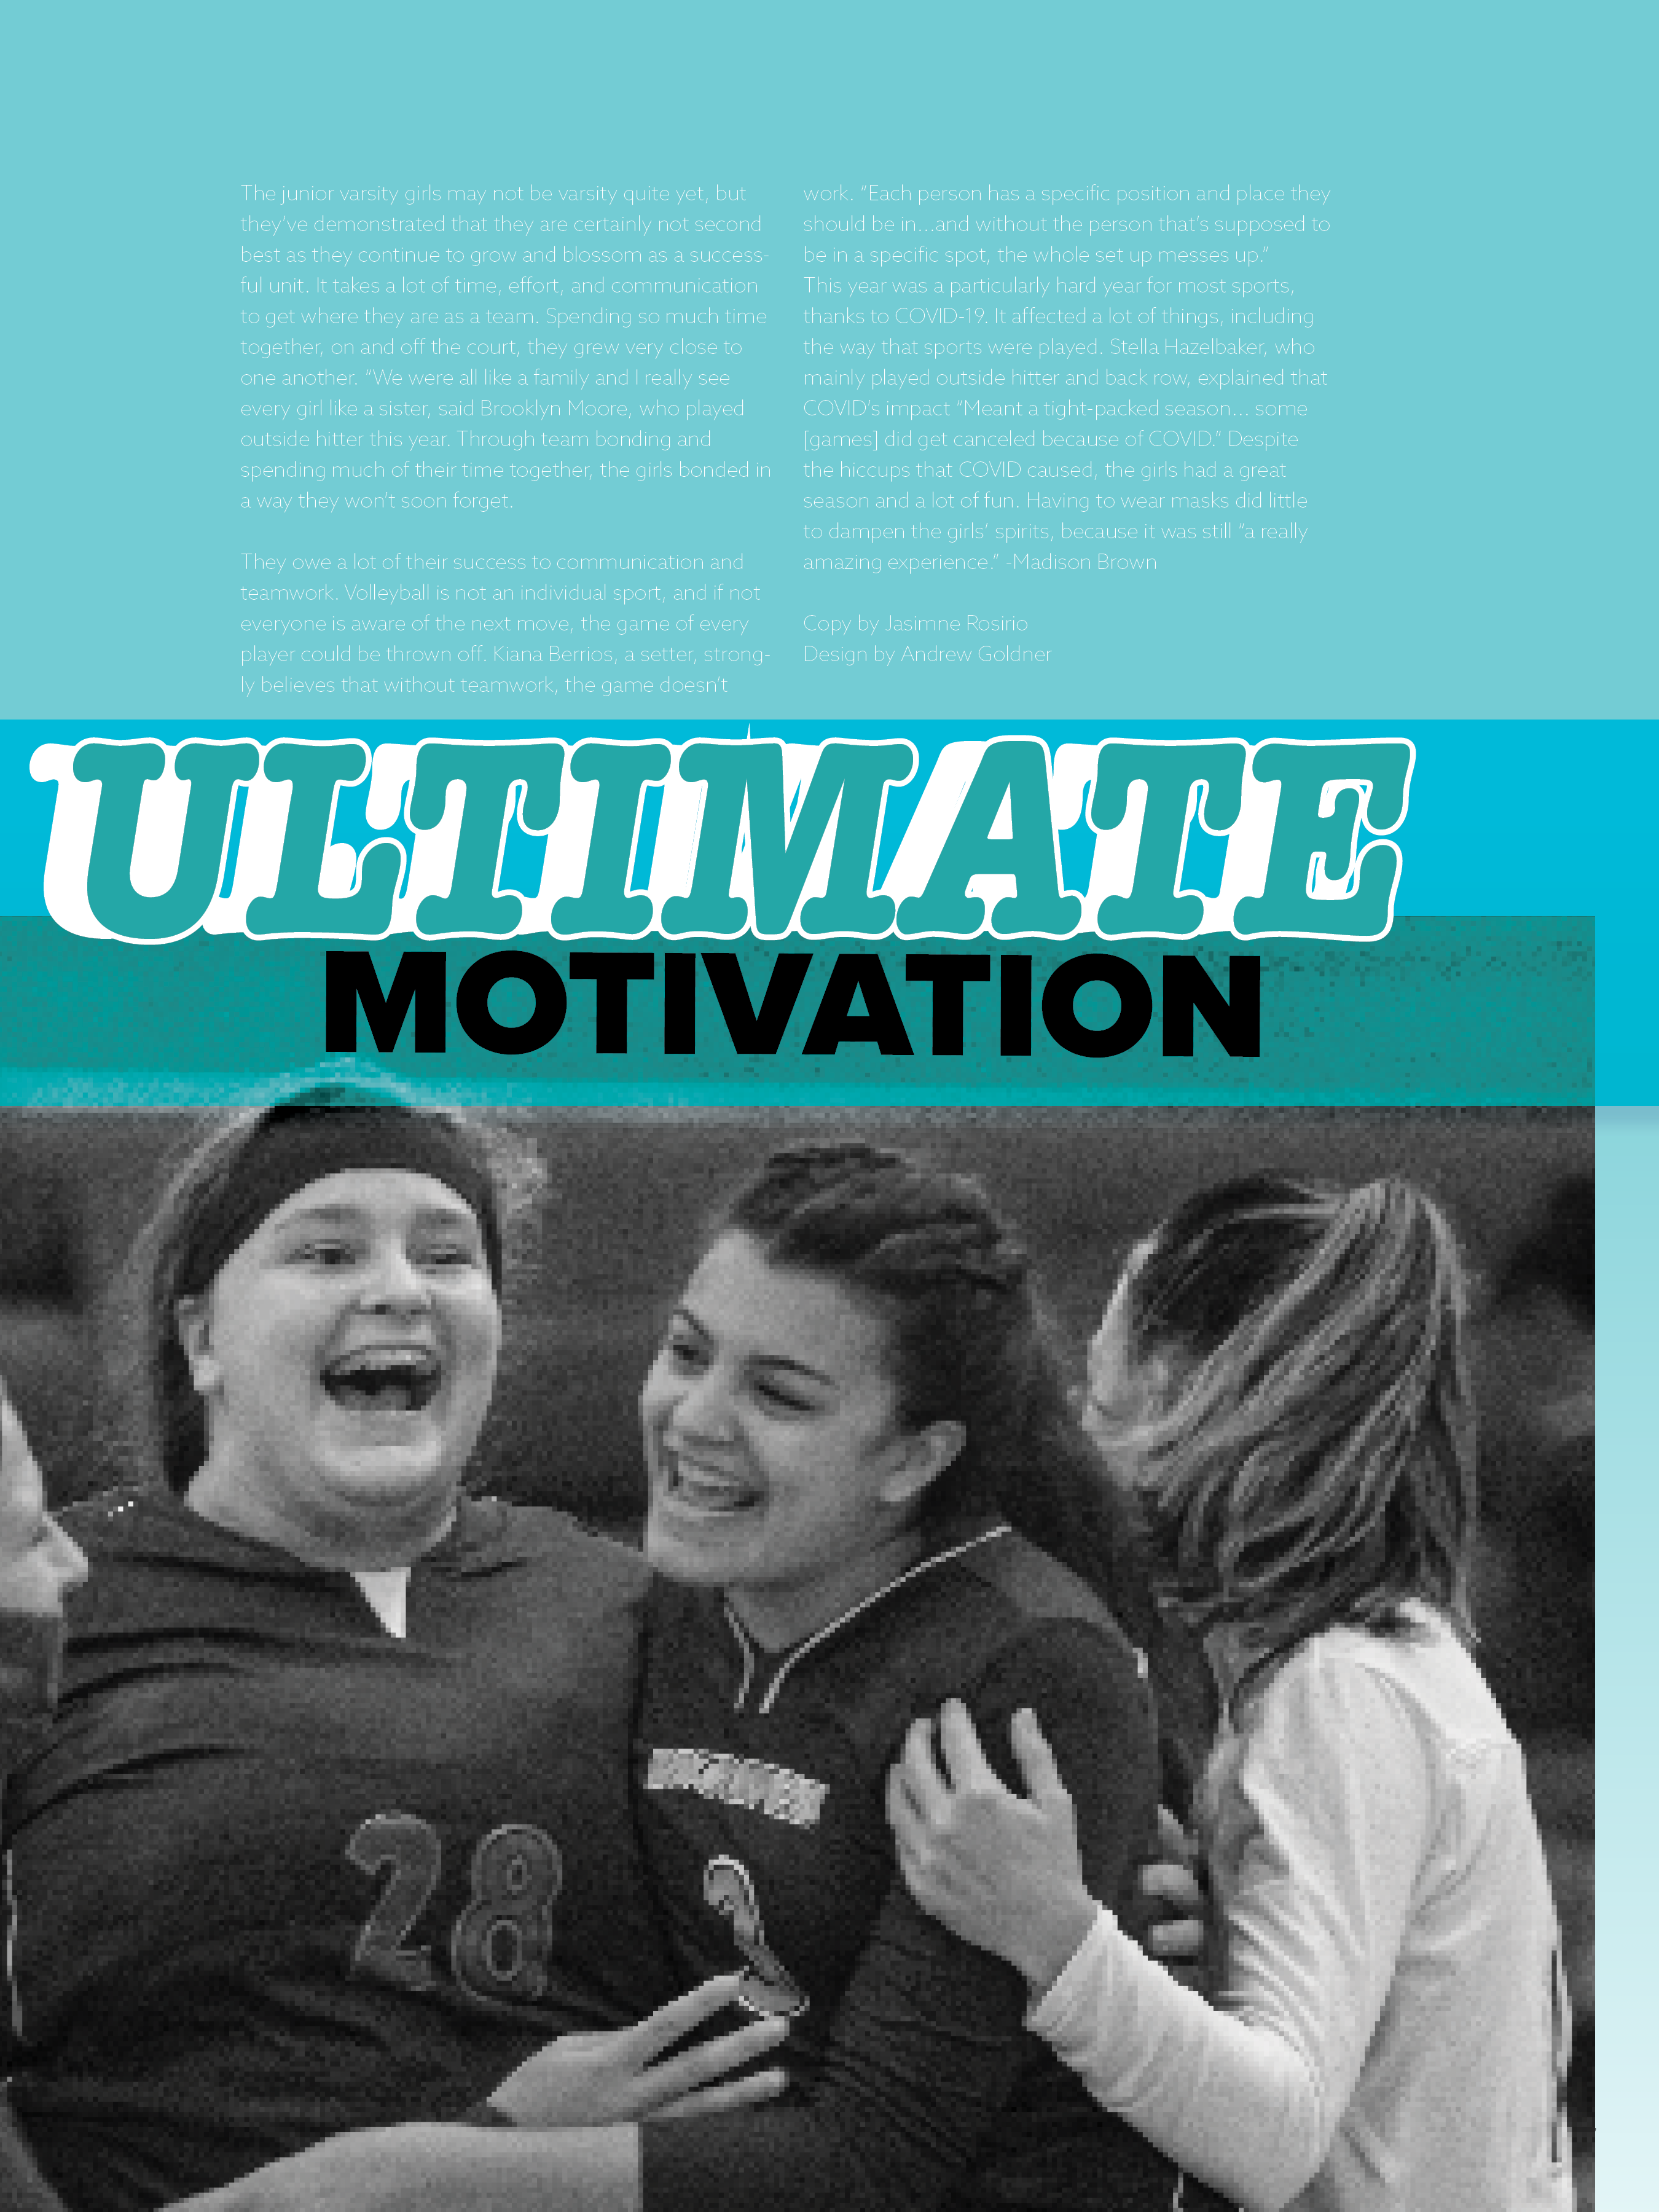 The junior varsity girls may not be varsity quite yet, but
they’ve demonstrated that they are certainly not second
best as they continue to grow and blossom as a success-
ful unit. It takes a lot of time, effort, and communication
to get where they are as a team. Spending so much time
together, on and off the court, they grew very close to
one another. “We were all like a family and I really see
every girl like a sister, said Brooklyn Moore, who played
outside hitter this year. Through team bonding and
spending much of their time together, the girls bonded in
a way they won’t soon forget.
They owe a lot of their success to communication and
teamwork. Volleyball is not an individual sport, and if not
everyone is aware of the next move, the game of every
player could be thrown off. Kiana Berrios, a setter, strong-
ly believes that without teamwork, the game doesn’t
work. “Each person has a specific position and place they
should be in...and without the person that’s supposed to
be in a specific spot, the whole set up messes up.”
This year was a particularly hard year for most sports,
thanks to COVID-19. It affected a lot of things, including
the way that sports were played. Stella Hazelbaker, who
mainly played outside hitter and back row, explained that
COVID’s impact “Meant a tight-packed season... some
[games] did get canceled because of COVID.” Despite
the hiccups that COVID caused, the girls had a great
season and a lot of fun. Having to wear masks did little
to dampen the girls’ spirits, because it was still “a really
amazing experience.” -Madison Brown
Copy by Jasimne Rosirio
Design by Andrew Goldner
ULTIMATE
MOTIVATION
28